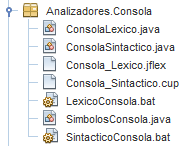 Analizadores.Consola
ConsolaLexico.java
ConsolaSintactico.java
Consola_Lexico.jflex
Consola_Sintactico.cup
LexicoConsola.bat
SimbolosConsola.java
SintacticoConsola.bat